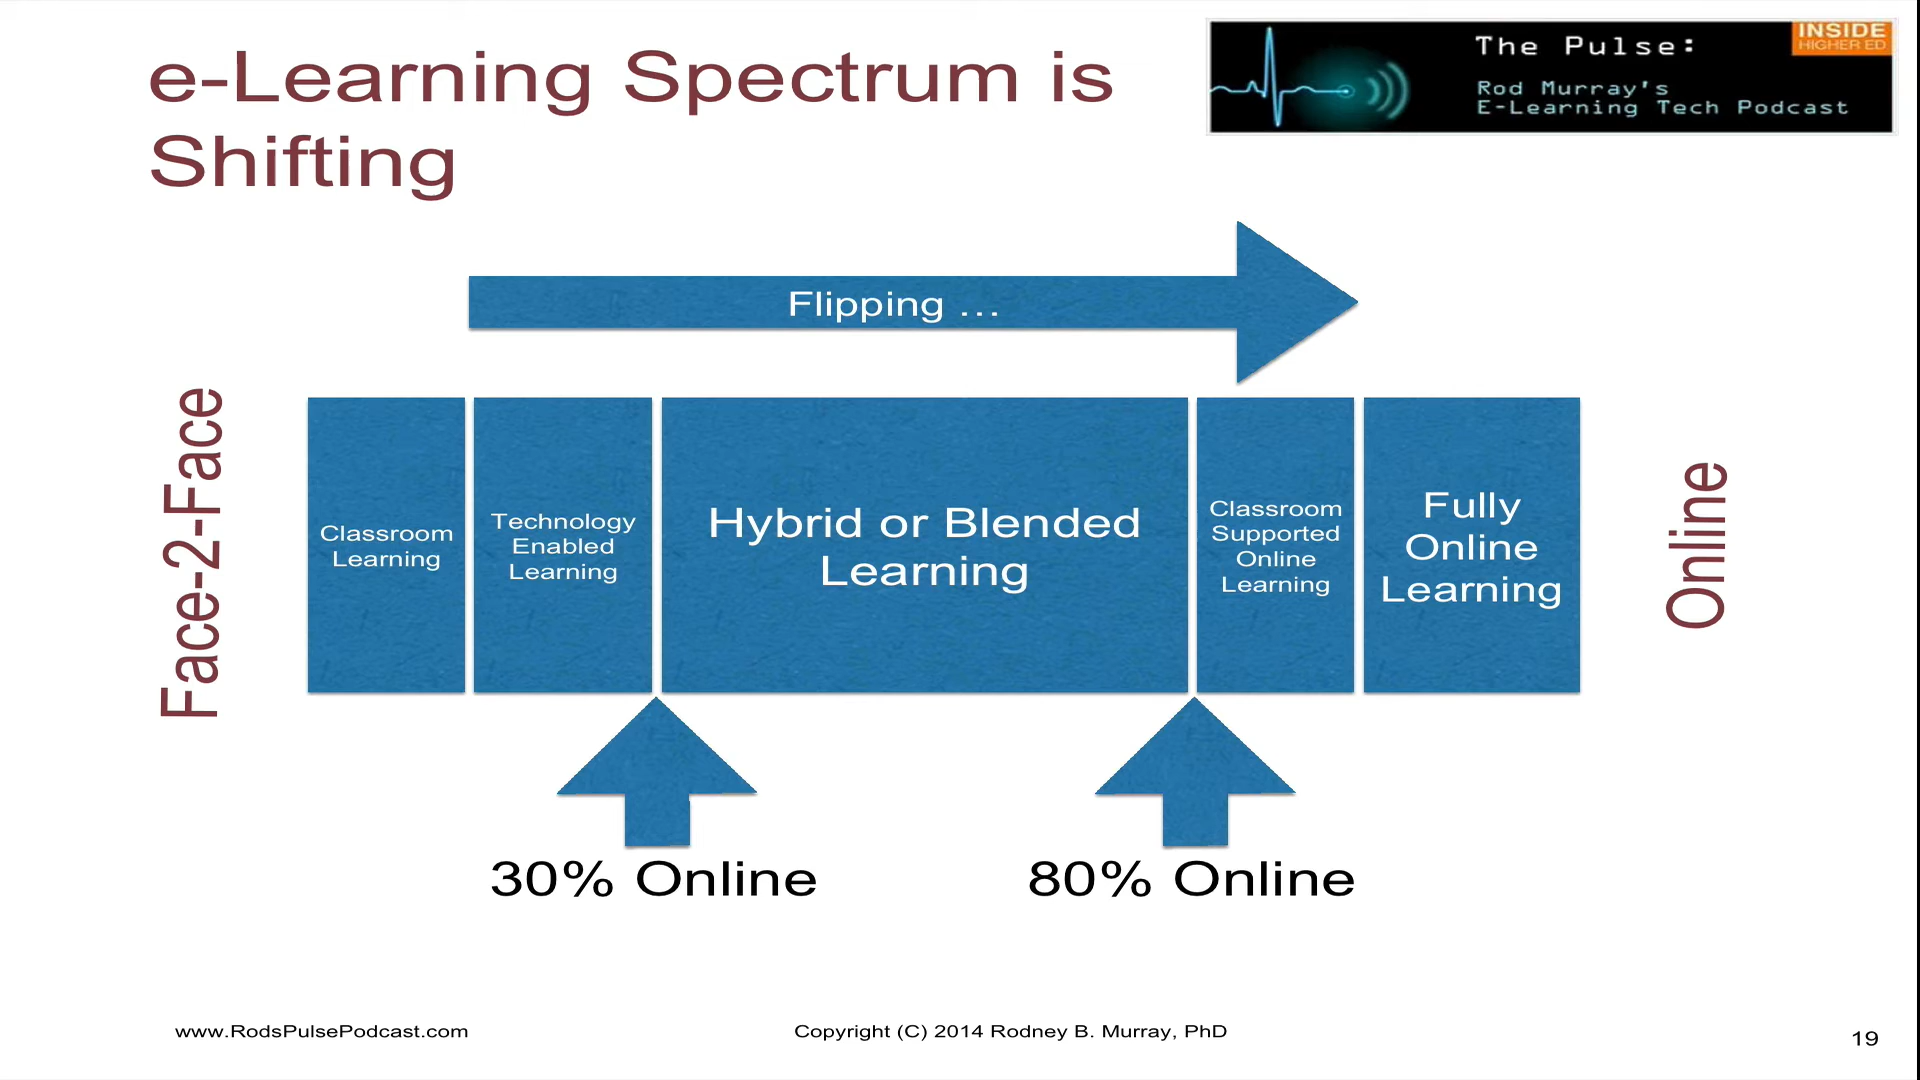 e-Learning Spectrum is
Shifting
The Pulse:
INSIDE
HIGHER ED
Rod Murray's
E-Learning Tech Podcast
Flipping ...
Face-2-Face
Classroom
Learning
Technology
Enabled
Learning
Hybrid or Blended
Learning
Classroom
Supported
Online
Learning
Fully
Online
Learning
Online
30% Online
80% Online
www.RodsPulsePodcast.com
Copyright (C) 2014 Rodney B. Murray, PhD
19